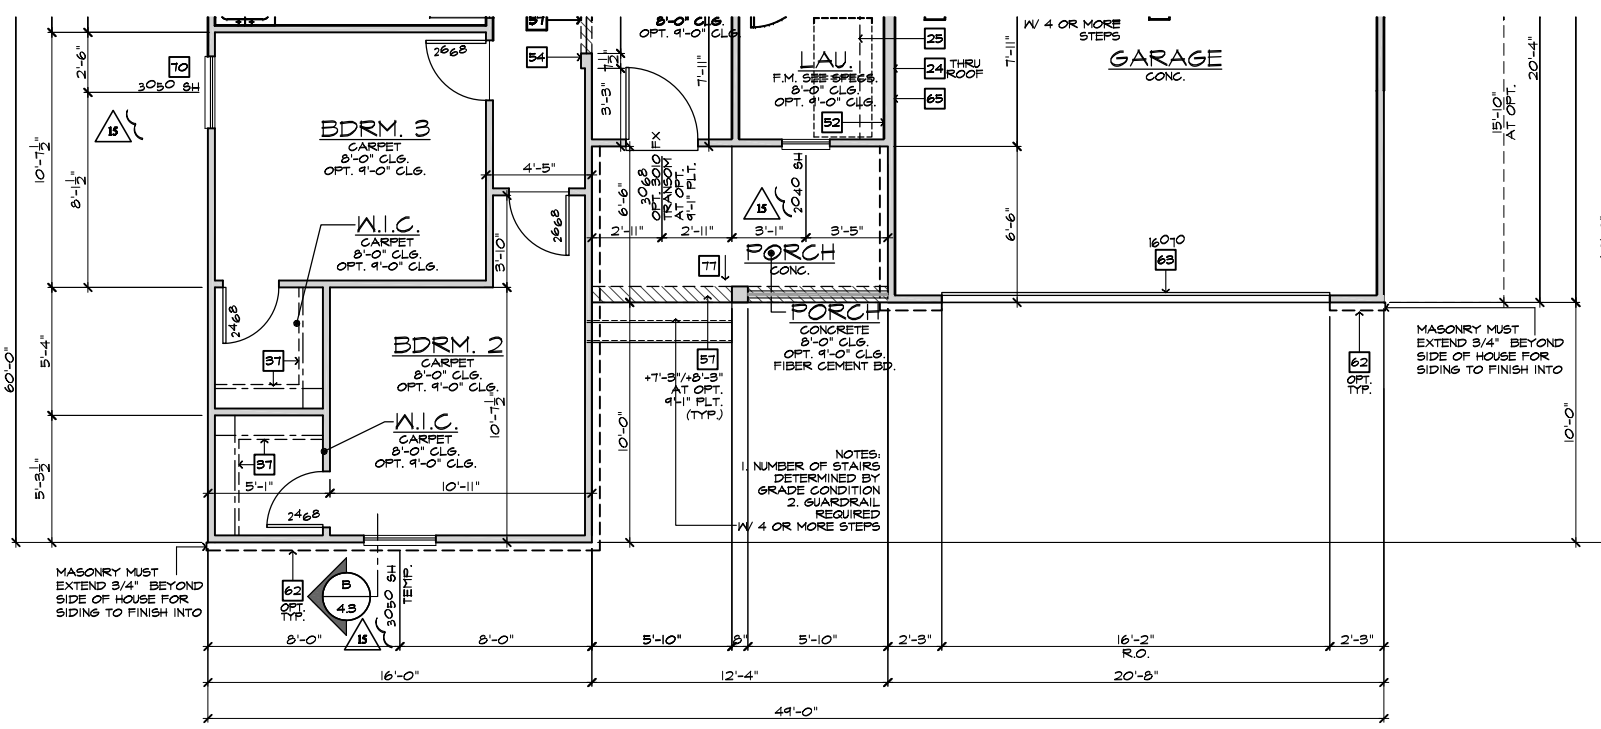 57
54
8'-0" CLG.
OPT. 9'-0" CLG.
LAU.
F.M. SEE SPECS.
8'-0" CLG.
OPT. 9'-0" CLG.
52
W/ 4 OR MORE
STEPS
25
24 THRU
ROOF
65
GARAGE
CONC.
7'-11"
7'-11"
3'-3"
20'-4"
15'-10"
AT OPT.
2'-6"
70
3050 SH
15
2668
BDRM. 3
CARPET
8'-0" CLG.
OPT. 9'-0" CLG.
10'-7 1/2"
8'-1 1/2"
4'-5"
W.I.C.
CARPET
8'-0" CLG.
OPT. 9'-0" CLG.
2668
3'-10"
6'-6"
3068
OPT. 3010 FX
TRANSOM
AT OPT.
9'-1" PLT.
15
2040 SH
2'-11"
2'-11"
3'-1"
3'-5"
PORCH
CONC.
77
6'-6"
16070
63
2468
37
BDRM. 2
CARPET
8'-0" CLG.
OPT. 9'-0" CLG.
5'-4"
60'-0"
10'-7 1/2"
PORCH
CONCRETE
8'-0" CLG.
OPT. 9'-0" CLG.
FIBER CEMENT BD.
57
+7'-3"/+8'-3"
AT OPT.
9'-1" PLT.
(TYP.)
62
OPT.
TYP.
MASONRY MUST
EXTEND 3/4" BEYOND
SIDE OF HOUSE FOR
SIDING TO FINISH INTO
W.I.C.
CARPET
8'-0" CLG.
OPT. 9'-0" CLG.
37
5'-3 1/2"
5'-1"
10'-11"
2468
10'-0"
10'-0"
NOTES:
1. NUMBER OF STAIRS
DETERMINED BY
GRADE CONDITION
2. GUARDRAIL
REQUIRED
W/ 4 OR MORE STEPS
MASONRY MUST
EXTEND 3/4" BEYOND
SIDE OF HOUSE FOR
SIDING TO FINISH INTO
62
OPT.
TYP.
B
4.3
15
3050 SH
TEMP.
8'-0"
8'-0"
5'-10"
8"
5'-10"
2'-3"
16'-2"
R.O.
2'-3"
16'-0"
12'-4"
20'-8"
49'-0"